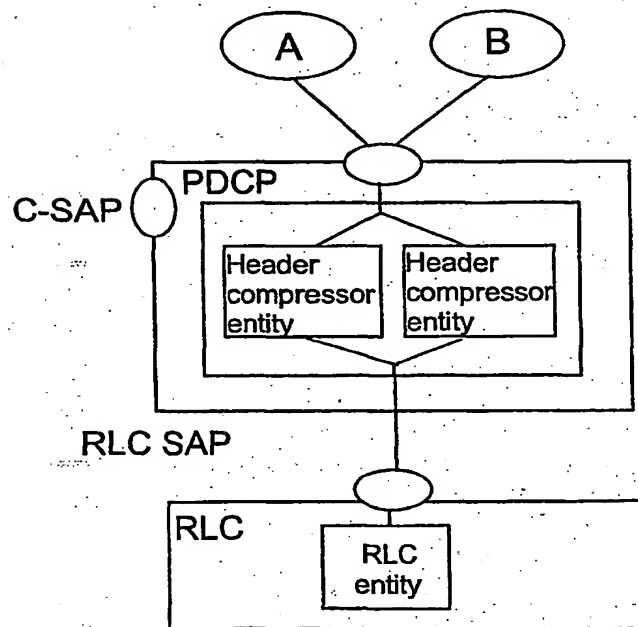 A
B
PDCP
C-SAP
Header
compressor
entity
Header
compressor
entity
RLC SAP
RLC
RLC
entity